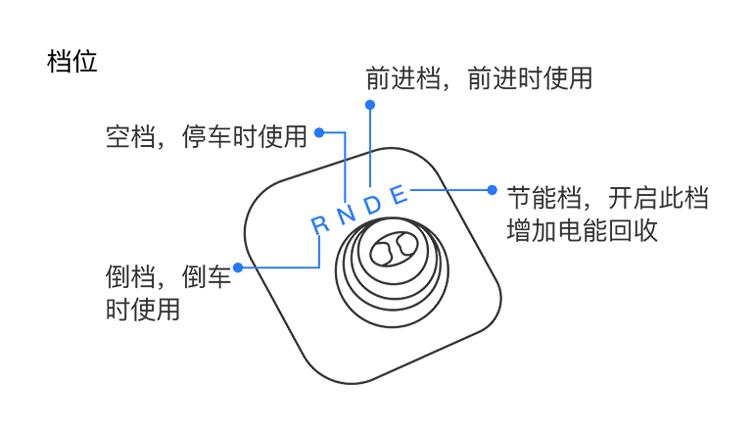 档位
前进档，前进时使用
空档，停车时使用
R N D E
节能档，开启此档
增加电能回收
倒档，倒车
时使用